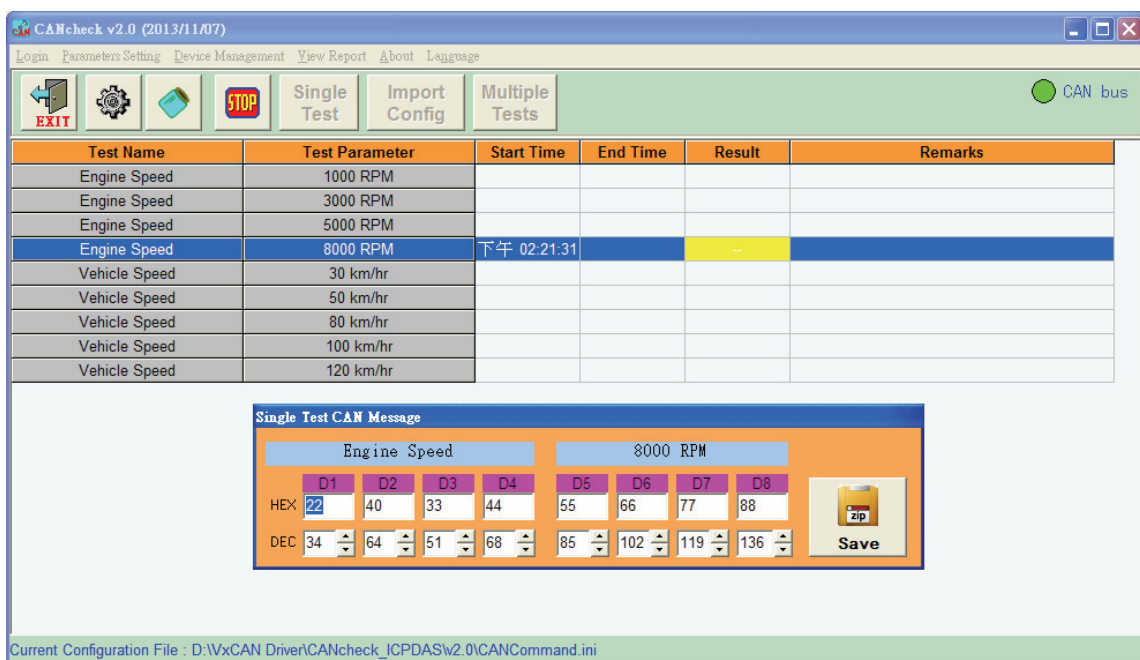 CANcheck v2.0 (2013/11/07)
Login Parameters Setting Device Management View Report About Language
EXIT STOP Single Test Import Config Multiple Tests CAN bus
Test Name Test Parameter Start Time End Time Result Remarks
Engine Speed 1000 RPM
Engine Speed 3000 RPM
Engine Speed 5000 RPM
Engine Speed 8000 RPM 下午 02:21:31 --
Vehicle Speed 30 km/hr
Vehicle Speed 50 km/hr
Vehicle Speed 80 km/hr
Vehicle Speed 100 km/hr
Vehicle Speed 120 km/hr
Single Test CAN Message
Engine Speed 8000 RPM
D1 D2 D3 D4 D5 D6 D7 D8
HEX 22 40 33 44 55 66 77 88
DEC 34 64 51 68 85 102 119 136
zip
Save
Current Configuration File : D:\VxCAN Driver\CANcheck_ICPDAS\v2.0\CANCommand.ini